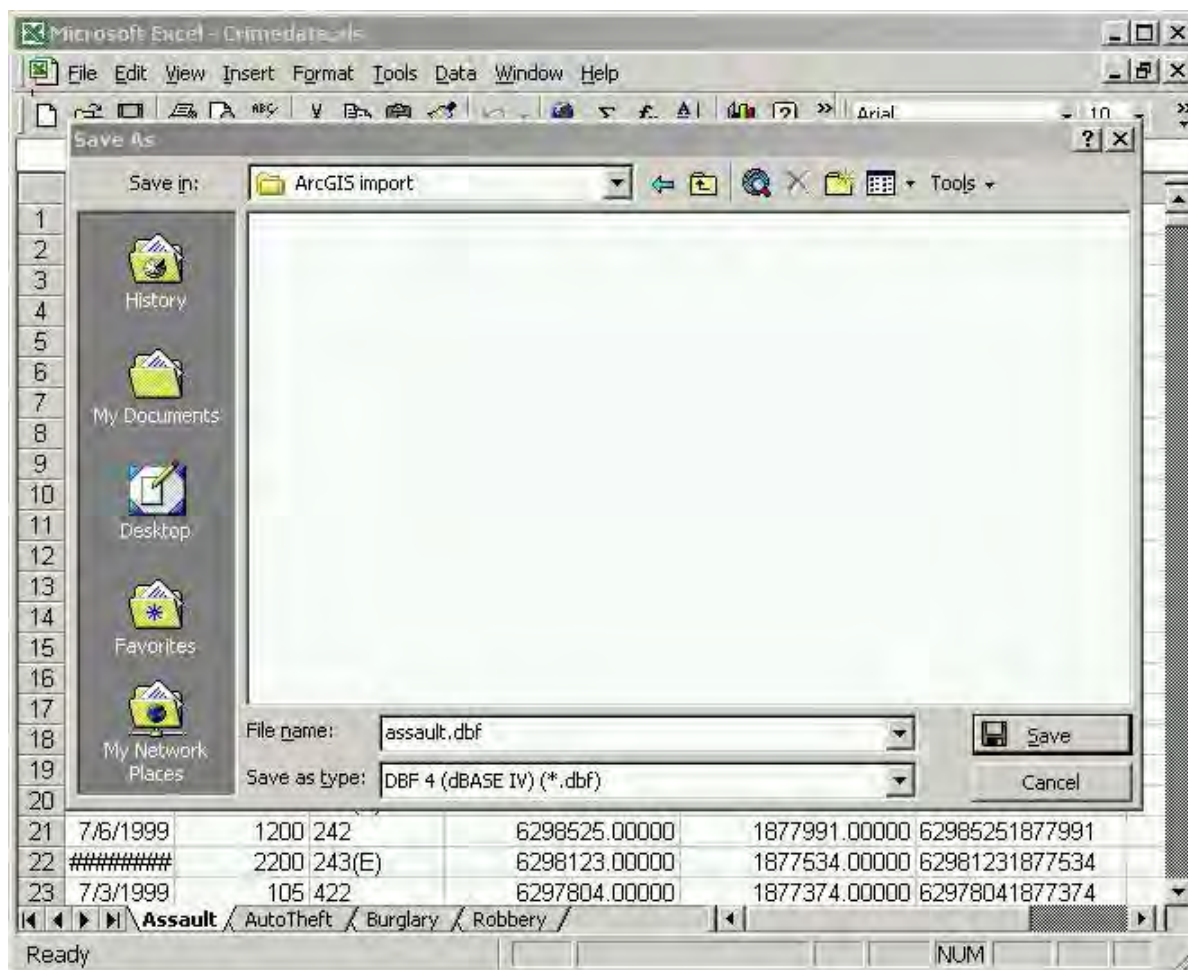 Microsoft Excel - Crimedate.xls
File Edit View Insert Format Tools Data Window Help
Arial 10
Save As
Save in: ArcGIS import Tools
1
2
3
4
5
6
7
8
9
10
11
12
13
14
15
16
17
18
19
20
History
My Documents
Desktop
Favorites
My Network Places
File name: assault.dbf Save
Save as type: DBF 4 (dBASE IV) (*.dbf) Cancel
21 7/6/1999 1200 242 6298525.00000 1877991.00000 62985251877991
22 ######## 2200 243(E) 6298123.00000 1877534.00000 62981231877534
23 7/3/1999 105 422 6297804.00000 1877374.00000 62978041877374
Assault AutoTheft Burglary Robbery
Ready NUM